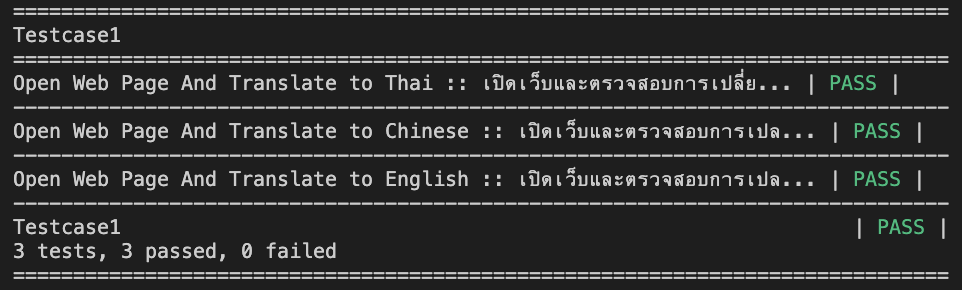 ==============================================================================
Testcase1
==============================================================================
Open Web Page And Translate to Thai :: เปิดเว็บและตรวจสอบการเปลี่ย... | PASS |
------------------------------------------------------------------------------
Open Web Page And Translate to Chinese :: เปิดเว็บและตรวจสอบการเปล... | PASS |
------------------------------------------------------------------------------
Open Web Page And Translate to English :: เปิดเว็บและตรวจสอบการเปล... | PASS |
------------------------------------------------------------------------------
Testcase1                                                             | PASS |
3 tests, 3 passed, 0 failed
==============================================================================